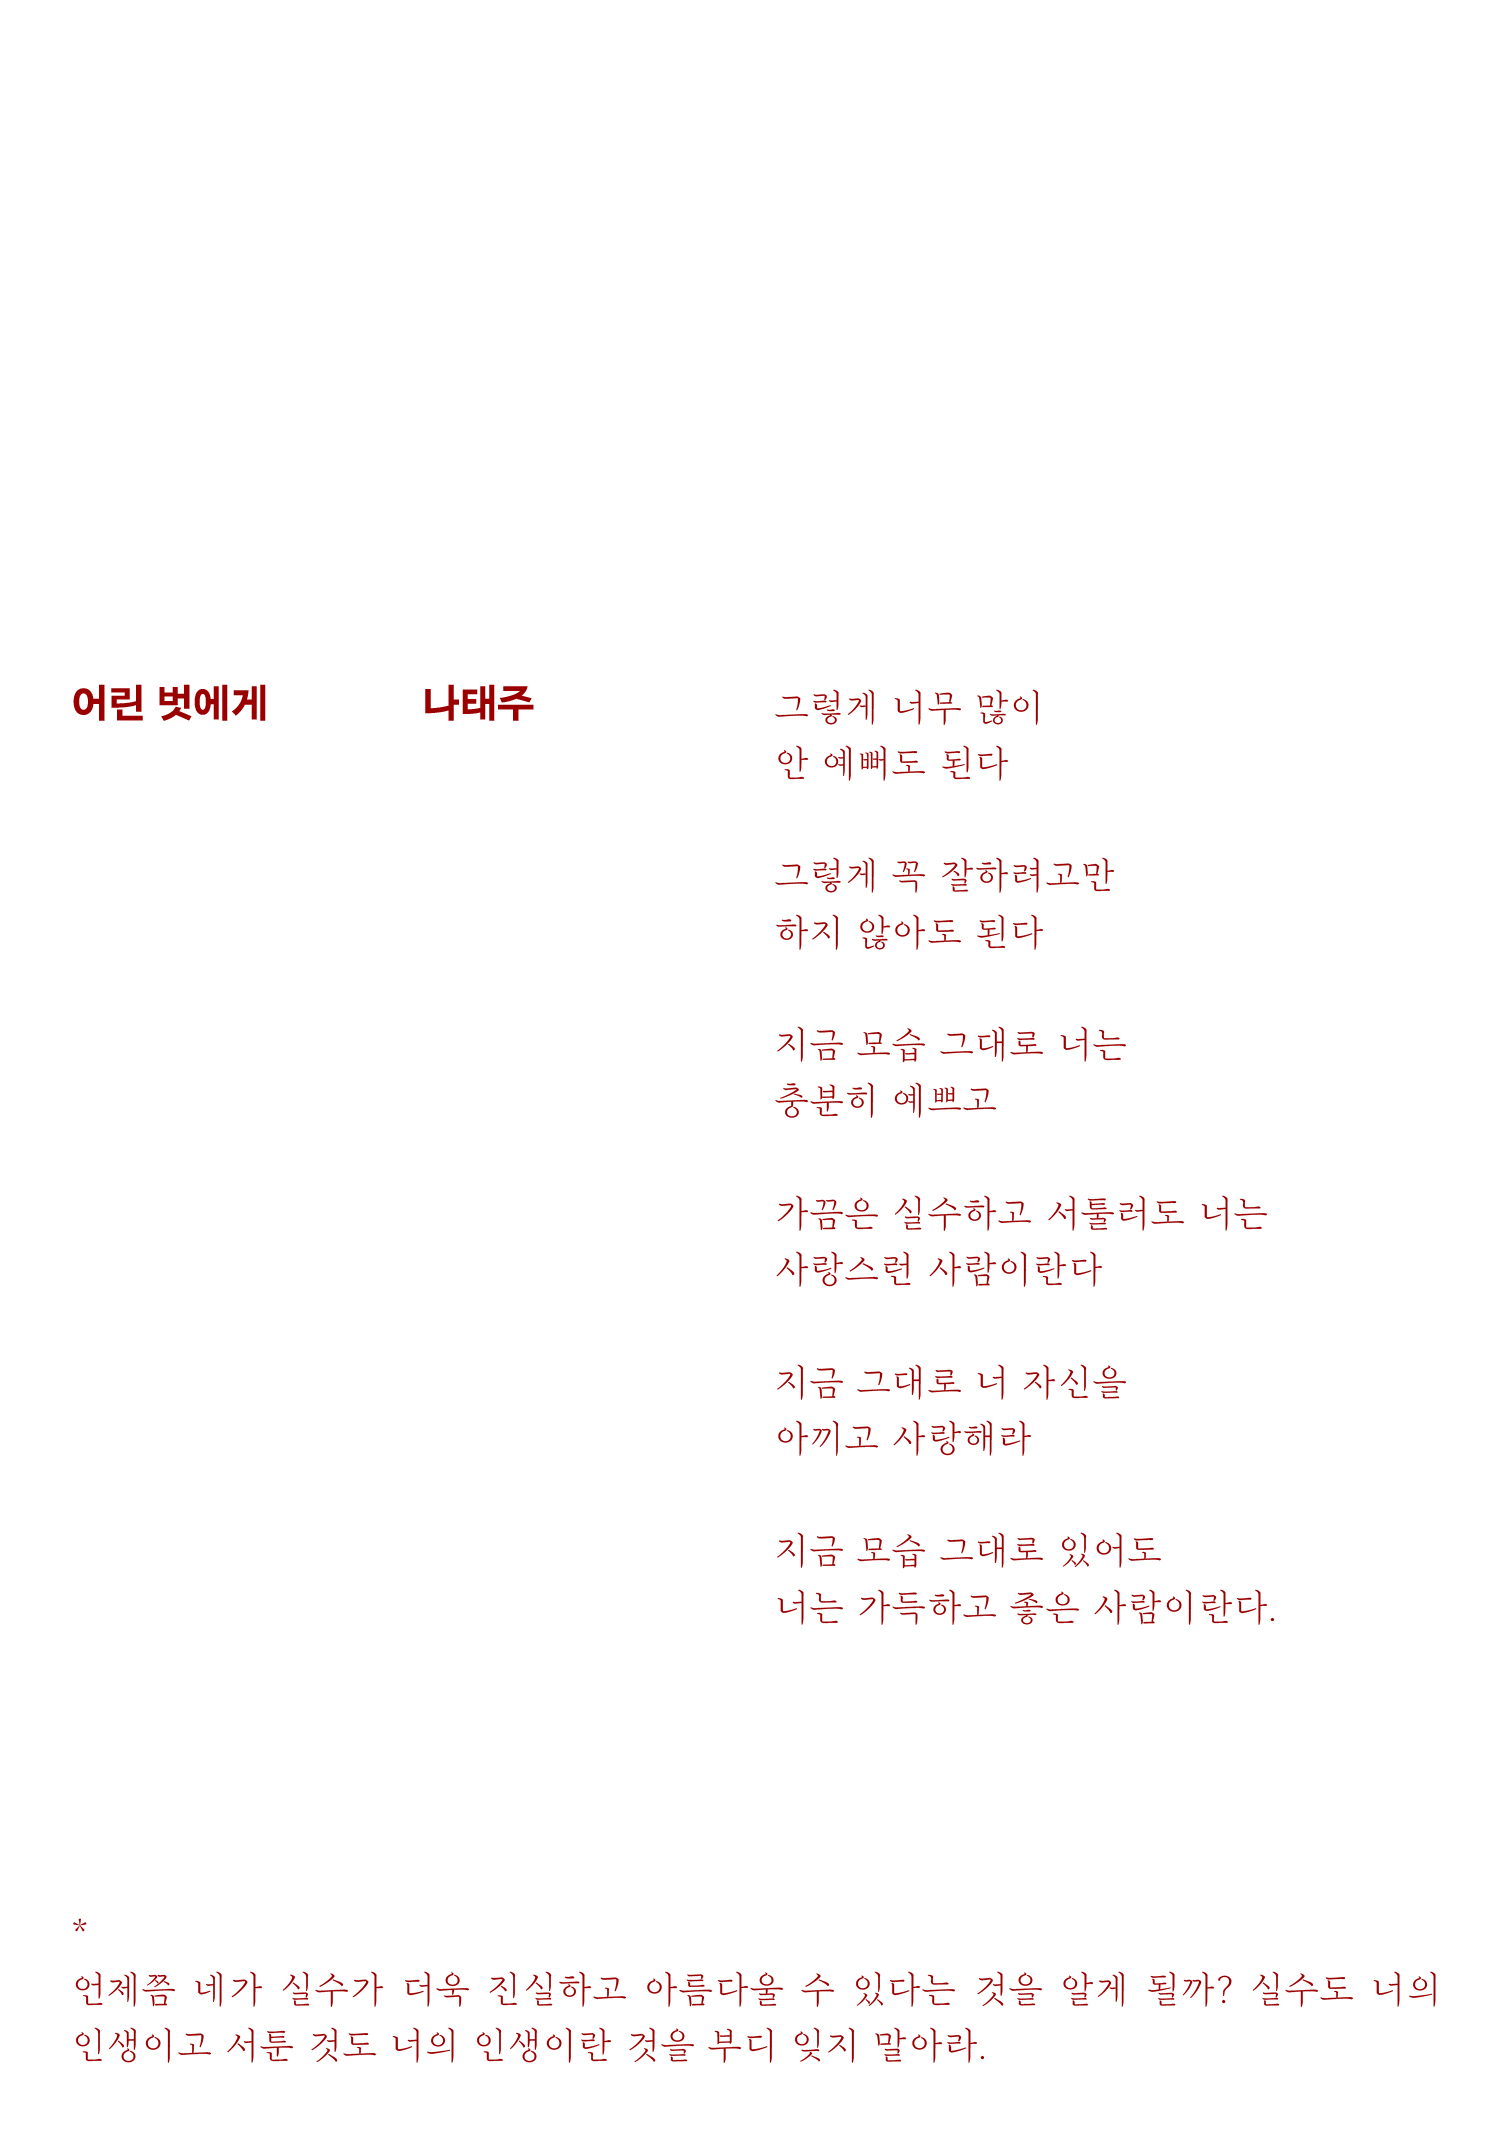 어린 벗에게 나태주
그렇게 너무 많이
안 예뻐도 된다
그렇게 꼭 잘하려고만
하지 않아도 된다
지금 모습 그대로 너는
충분히 예쁘고
가끔은 실수하고 서툴러도 너는
사랑스런 사람이란다
지금 그대로 너 자신을
아끼고 사랑해라
지금 모습 그대로 있어도
너는 가득하고 좋은 사람이란다.
*
언제쯤 네가 실수가 더욱 진실하고 아름다울 수 있다는 것을 알게 될까? 실수도 너의
인생이고 서툰 것도 너의 인생이란 것을 부디 잊지 말아라.